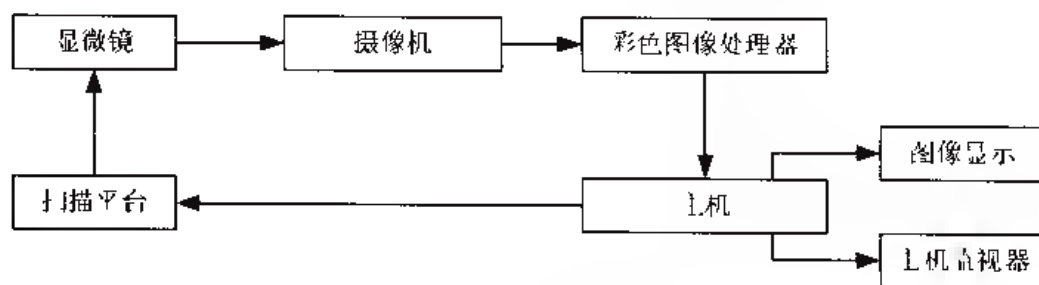 显微镜
摄像机
彩色图像处理器
图像显示
扫描平台
主机
主机监视器